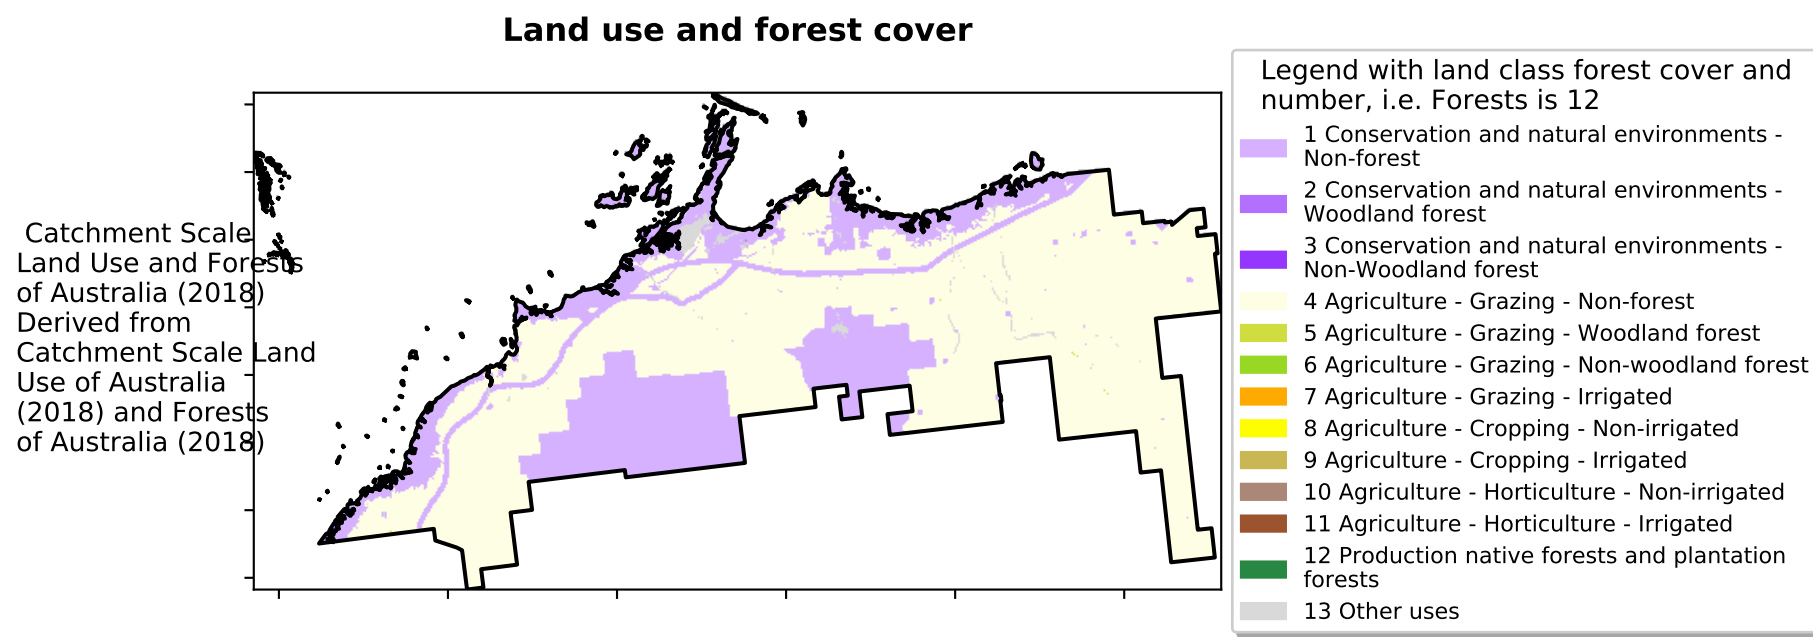 Land use and forest cover
Catchment Scale
Land Use and Forests
of Australia (2018)
Derived from
Catchment Scale Land
Use of Australia
(2018) and Forests
of Australia (2018)
Legend with land class forest cover and
number, i.e. Forests is 12
1 Conservation and natural environments -
Non-forest
2 Conservation and natural environments -
Woodland forest
3 Conservation and natural environments -
Non-Woodland forest
4 Agriculture - Grazing - Non-forest
5 Agriculture - Grazing - Woodland forest
6 Agriculture - Grazing - Non-woodland forest
7 Agriculture - Grazing - Irrigated
8 Agriculture - Cropping - Non-irrigated
9 Agriculture - Cropping - Irrigated
10 Agriculture - Horticulture - Non-irrigated
11 Agriculture - Horticulture - Irrigated
12 Production native forests and plantation
forests
13 Other uses